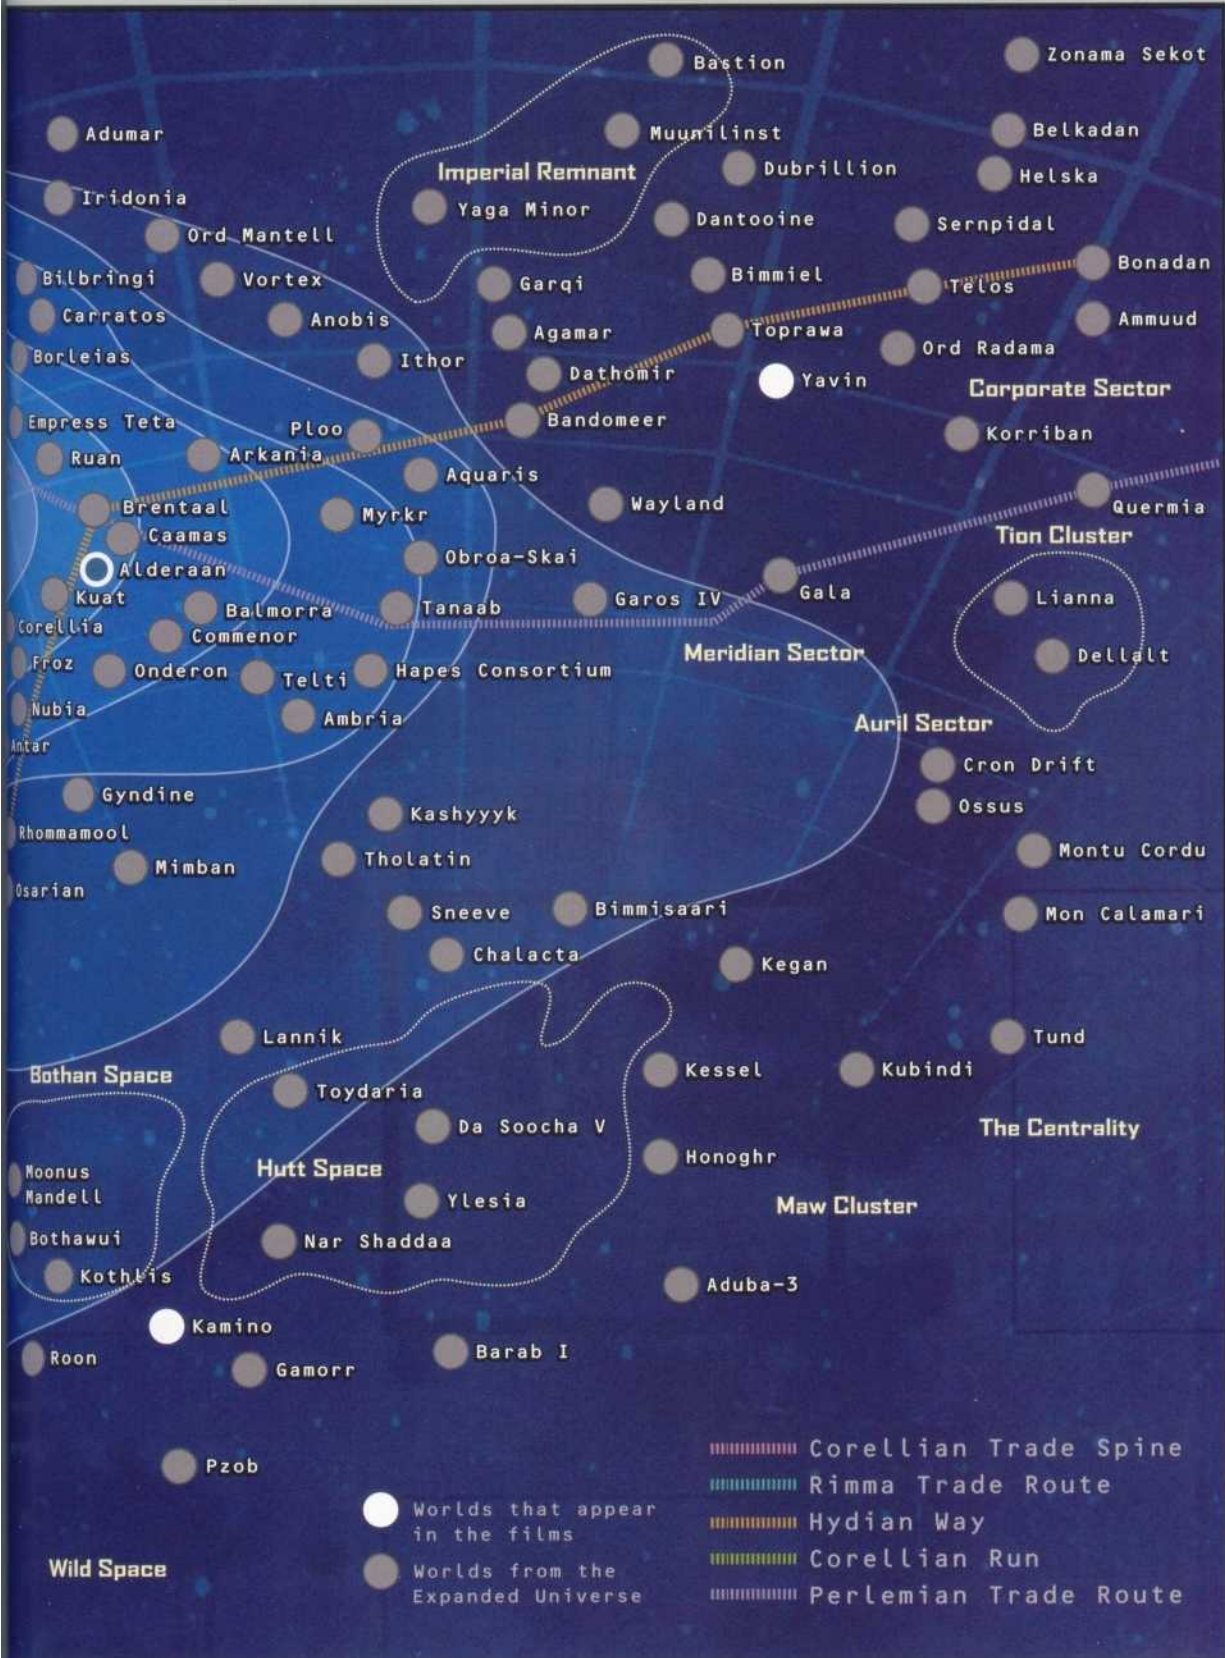 Bastion
Zonama Sekot
Adumar
Muunilinst
Belkadan
Imperial Remnant
Dubrillion
Helska
Iridonia
Yaga Minor
Dantooine
Sernpidal
Ord Mantell
Bonadan
Bilbringi
Vortex
Garqi
Bimmiel
Telos
Carratos
Anobis
Agamar
Toprawa
Ammuud
Borleias
Ithor
Dathomir
Ord Radama
Yavin
Corporate Sector
Empress Teta
Ploo
Bandomeer
Korriban
Ruan
Arkania
Aquaris
Brentaal
Myrkr
Wayland
Quermia
Caamas
Tion Cluster
Obroa-Skai
Alderaan
Kuat
Balmorra
Tanaab
Garos IV
Gala
Lianna
Corellia
Commenor
Meridian Sector
Dellalt
Froz
Onderon
Telti
Hapes Consortium
Nubia
Ambria
Auril Sector
Antar
Cron Drift
Gyndine
Kashyyyk
Ossus
Rhommamool
Mimban
Tholatin
Montu Cordu
Osarian
Sneeve
Bimmisaari
Mon Calamari
Chalacta
Kegan
Lannik
Tund
Bothan Space
Toydaria
Kessel
Kubindi
Da Soocha V
The Centrality
Moonus
Mandell
Hutt Space
Honoghr
Ylesia
Maw Cluster
Bothawui
Nar Shaddaa
Kothlis
Aduba-3
Kamino
Roon
Gamorr
Barab I
Pzob
Wild Space
Worlds that appear
in the films
Worlds from the
Expanded Universe
Corellian Trade Spine
Rimma Trade Route
Hydian Way
Corellian Run
Perlemian Trade Route